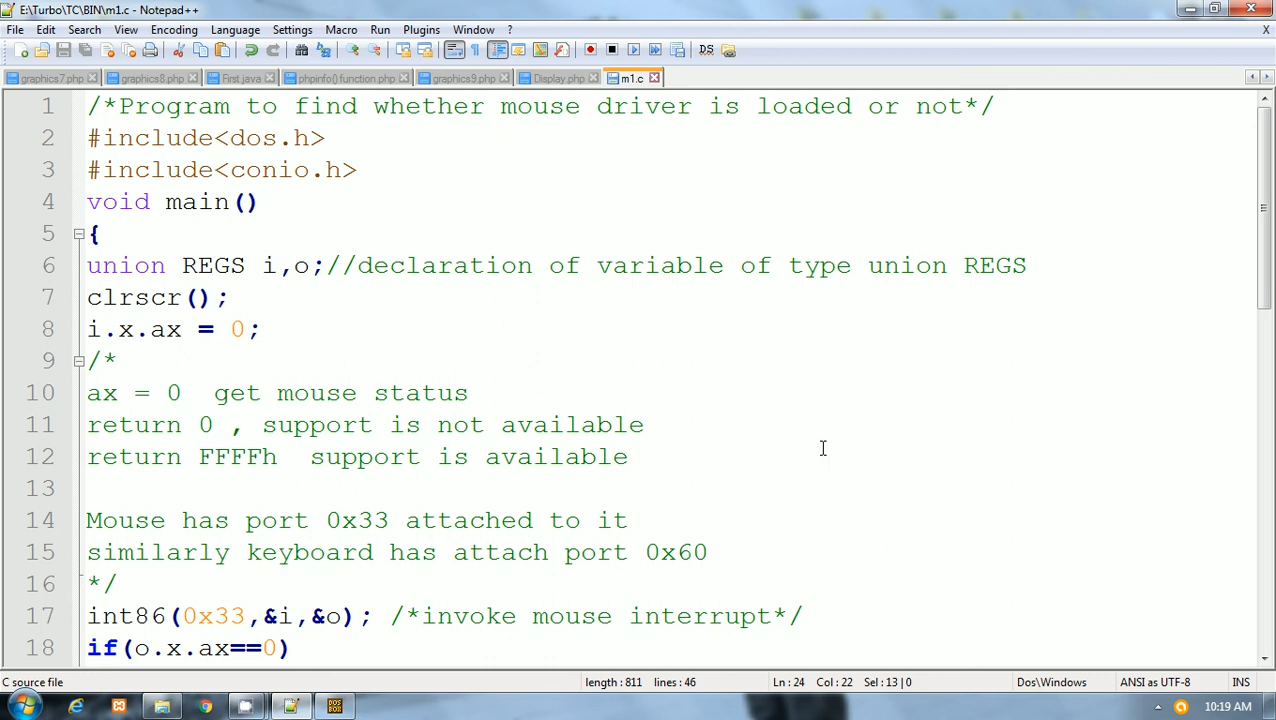 E:\Turbo\TC\BIN\m1.c - Notepad++
File Edit Search View Encoding Language Settings Macro Run Plugins Window ? X
graphics7.php graphics8.php First.java phpinfo() function.php graphics9.php Display.php m1.c
1 /*Program to find whether mouse driver is loaded or not*/
2 #include<dos.h>
3 #include<conio.h>
4 void main()
5 {
6 union REGS i,o;//declaration of variable of type union REGS
7 clrscr();
8 i.x.ax = 0;
9 /*
10 ax = 0  get mouse status
11 return 0 , support is not available
12 return FFFFh  support is available
13
14 Mouse has port 0x33 attached to it
15 similarly keyboard has attach port 0x60
16 */
17 int86(0x33,&i,&o); /*invoke mouse interrupt*/
18 if(o.x.ax==0)
C source file length : 811 lines : 46 Ln : 24 Col : 22 Sel : 13 | 0 Dos\Windows ANSI as UTF-8 INS
DOS BOX 10:19 AM